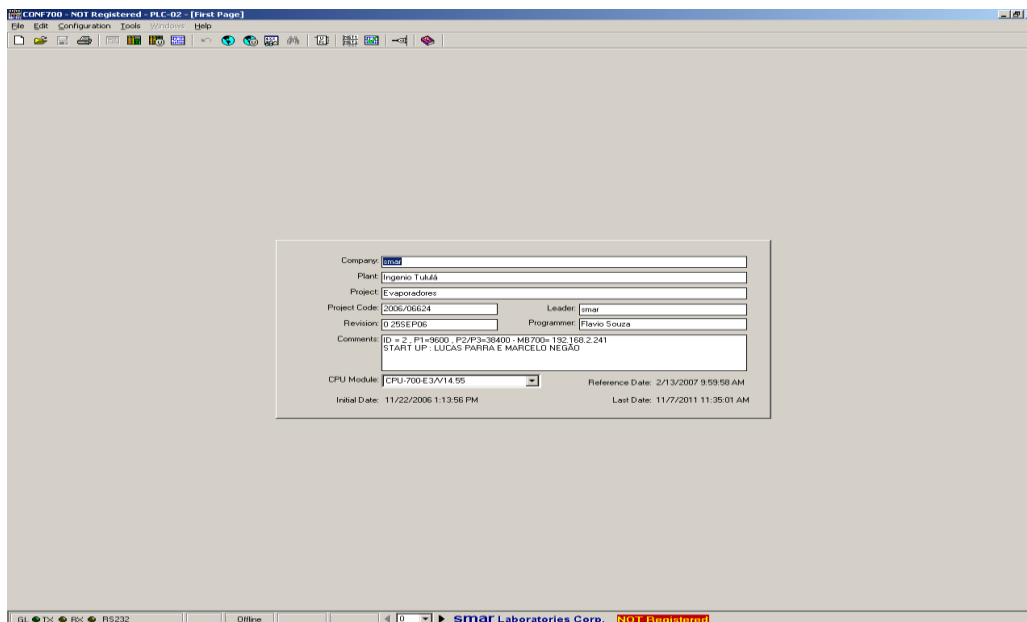 CONF700 - NOT Registered - PLC-02 - [First Page]
File Edit Configuration Tools Windows Help
Company: smar
Plant: Ingenio Tululá
Project: Evaporadores
Project Code: 2006/06624 Leader: smar
Revision: 0 25SEP06 Programmer: Flavio Souza
Comments: ID = 2 , P1=9600 , P2/P3=38400 - MB700= 192.168.2.241
START UP : LUCAS PARRA E MARCELO NEGÃO
CPU Module: CPU-700-E3/V14.55 Reference Date: 2/13/2007 9:59:58 AM
Initial Date: 11/22/2006 1:13:56 PM Last Date: 11/7/2011 11:35:01 AM
GL TX RX RS232 Offline 0 smar Laboratories Corp. NOT Registered